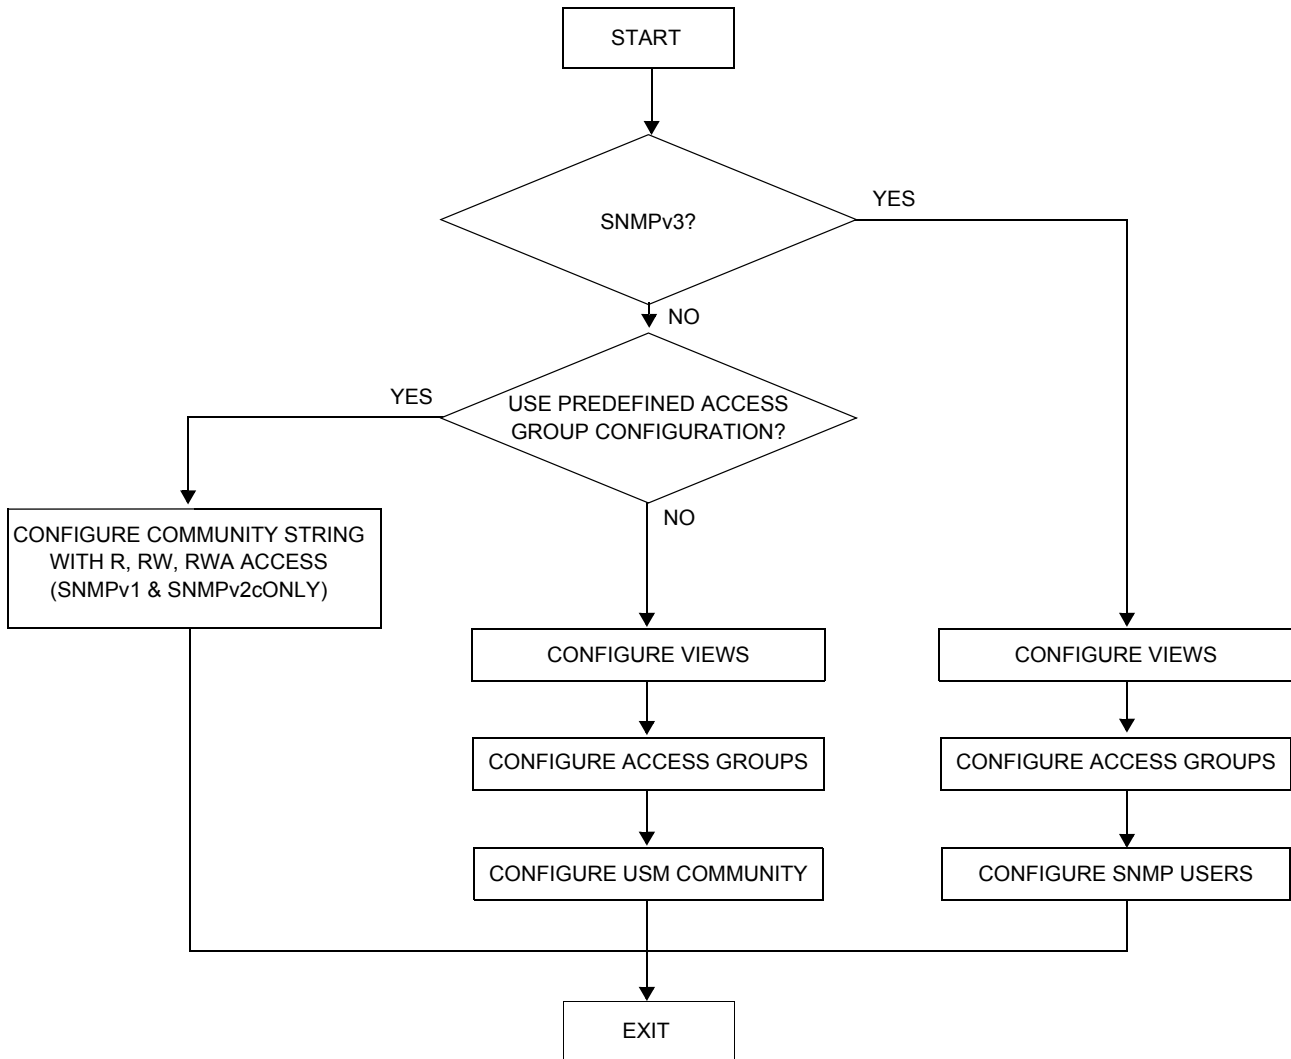 START
SNMPv3?
YES
NO
YES
USE PREDEFINED ACCESS
GROUP CONFIGURATION?
NO
CONFIGURE COMMUNITY STRING
WITH R, RW, RWA ACCESS
(SNMPv1 & SNMPv2cONLY)
CONFIGURE VIEWS
CONFIGURE VIEWS
CONFIGURE ACCESS GROUPS
CONFIGURE ACCESS GROUPS
CONFIGURE USM COMMUNITY
CONFIGURE SNMP USERS
EXIT